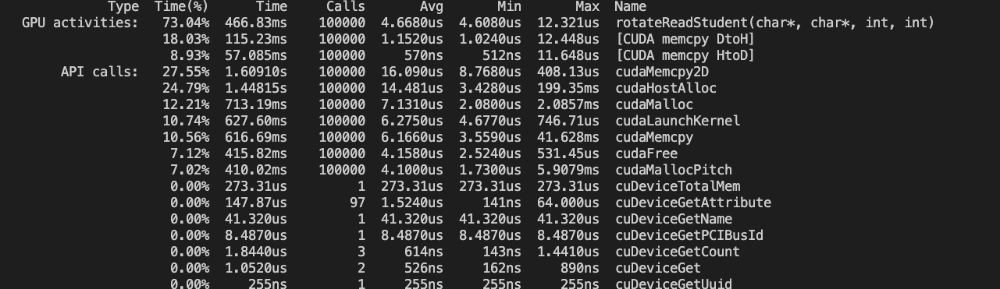 Type Time(%) Time Calls Avg Min Max Name
GPU activities: 73.04% 466.83ms 100000 4.6680us 4.6080us 12.321us rotateReadStudent(char*, char*, int, int)
18.03% 115.23ms 100000 1.1520us 1.0240us 12.448us [CUDA memcpy DtoH]
8.93% 57.085ms 100000 570ns 512ns 11.648us [CUDA memcpy HtoD]
API calls: 27.55% 1.60910s 100000 16.090us 8.7680us 408.13us cudaMemcpy2D
24.79% 1.44815s 100000 14.481us 3.4280us 199.35ms cudaHostAlloc
12.21% 713.19ms 100000 7.1310us 2.0800us 2.0857ms cudaMalloc
10.74% 627.60ms 100000 6.2750us 4.6770us 746.71us cudaLaunchKernel
10.56% 616.69ms 100000 6.1660us 3.5590us 41.628ms cudaMemcpy
7.12% 415.82ms 100000 4.1580us 2.5240us 531.45us cudaFree
7.02% 410.02ms 100000 4.1000us 1.7300us 5.9079ms cudaMallocPitch
0.00% 273.31us 1 273.31us 273.31us 273.31us cuDeviceTotalMem
0.00% 147.87us 97 1.5240us 141ns 64.000us cuDeviceGetAttribute
0.00% 41.320us 1 41.320us 41.320us 41.320us cuDeviceGetName
0.00% 8.4870us 1 8.4870us 8.4870us 8.4870us cuDeviceGetPCIBusId
0.00% 1.8440us 3 614ns 143ns 1.4410us cuDeviceGetCount
0.00% 1.0520us 2 526ns 162ns 890ns cuDeviceGet
0.00% 255ns 1 255ns 255ns 255ns cuDeviceGetUuid